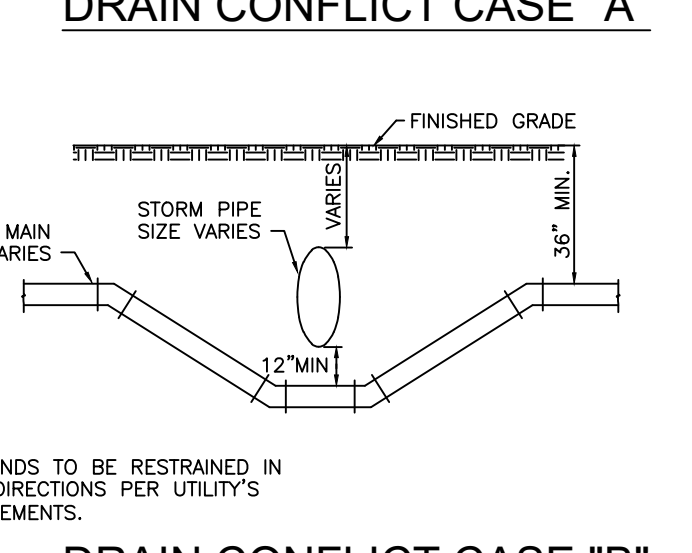 DRAIN CONFLICT CASE "A"
FINISHED GRADE
VARIES
36" MIN.
STORM PIPE
SIZE VARIES
MAIN
ARIES
12"MIN
NDS TO BE RESTRAINED IN
DIRECTIONS PER UTILITY'S
EMENTS.
DRAIN CONFLICT CASE "B"